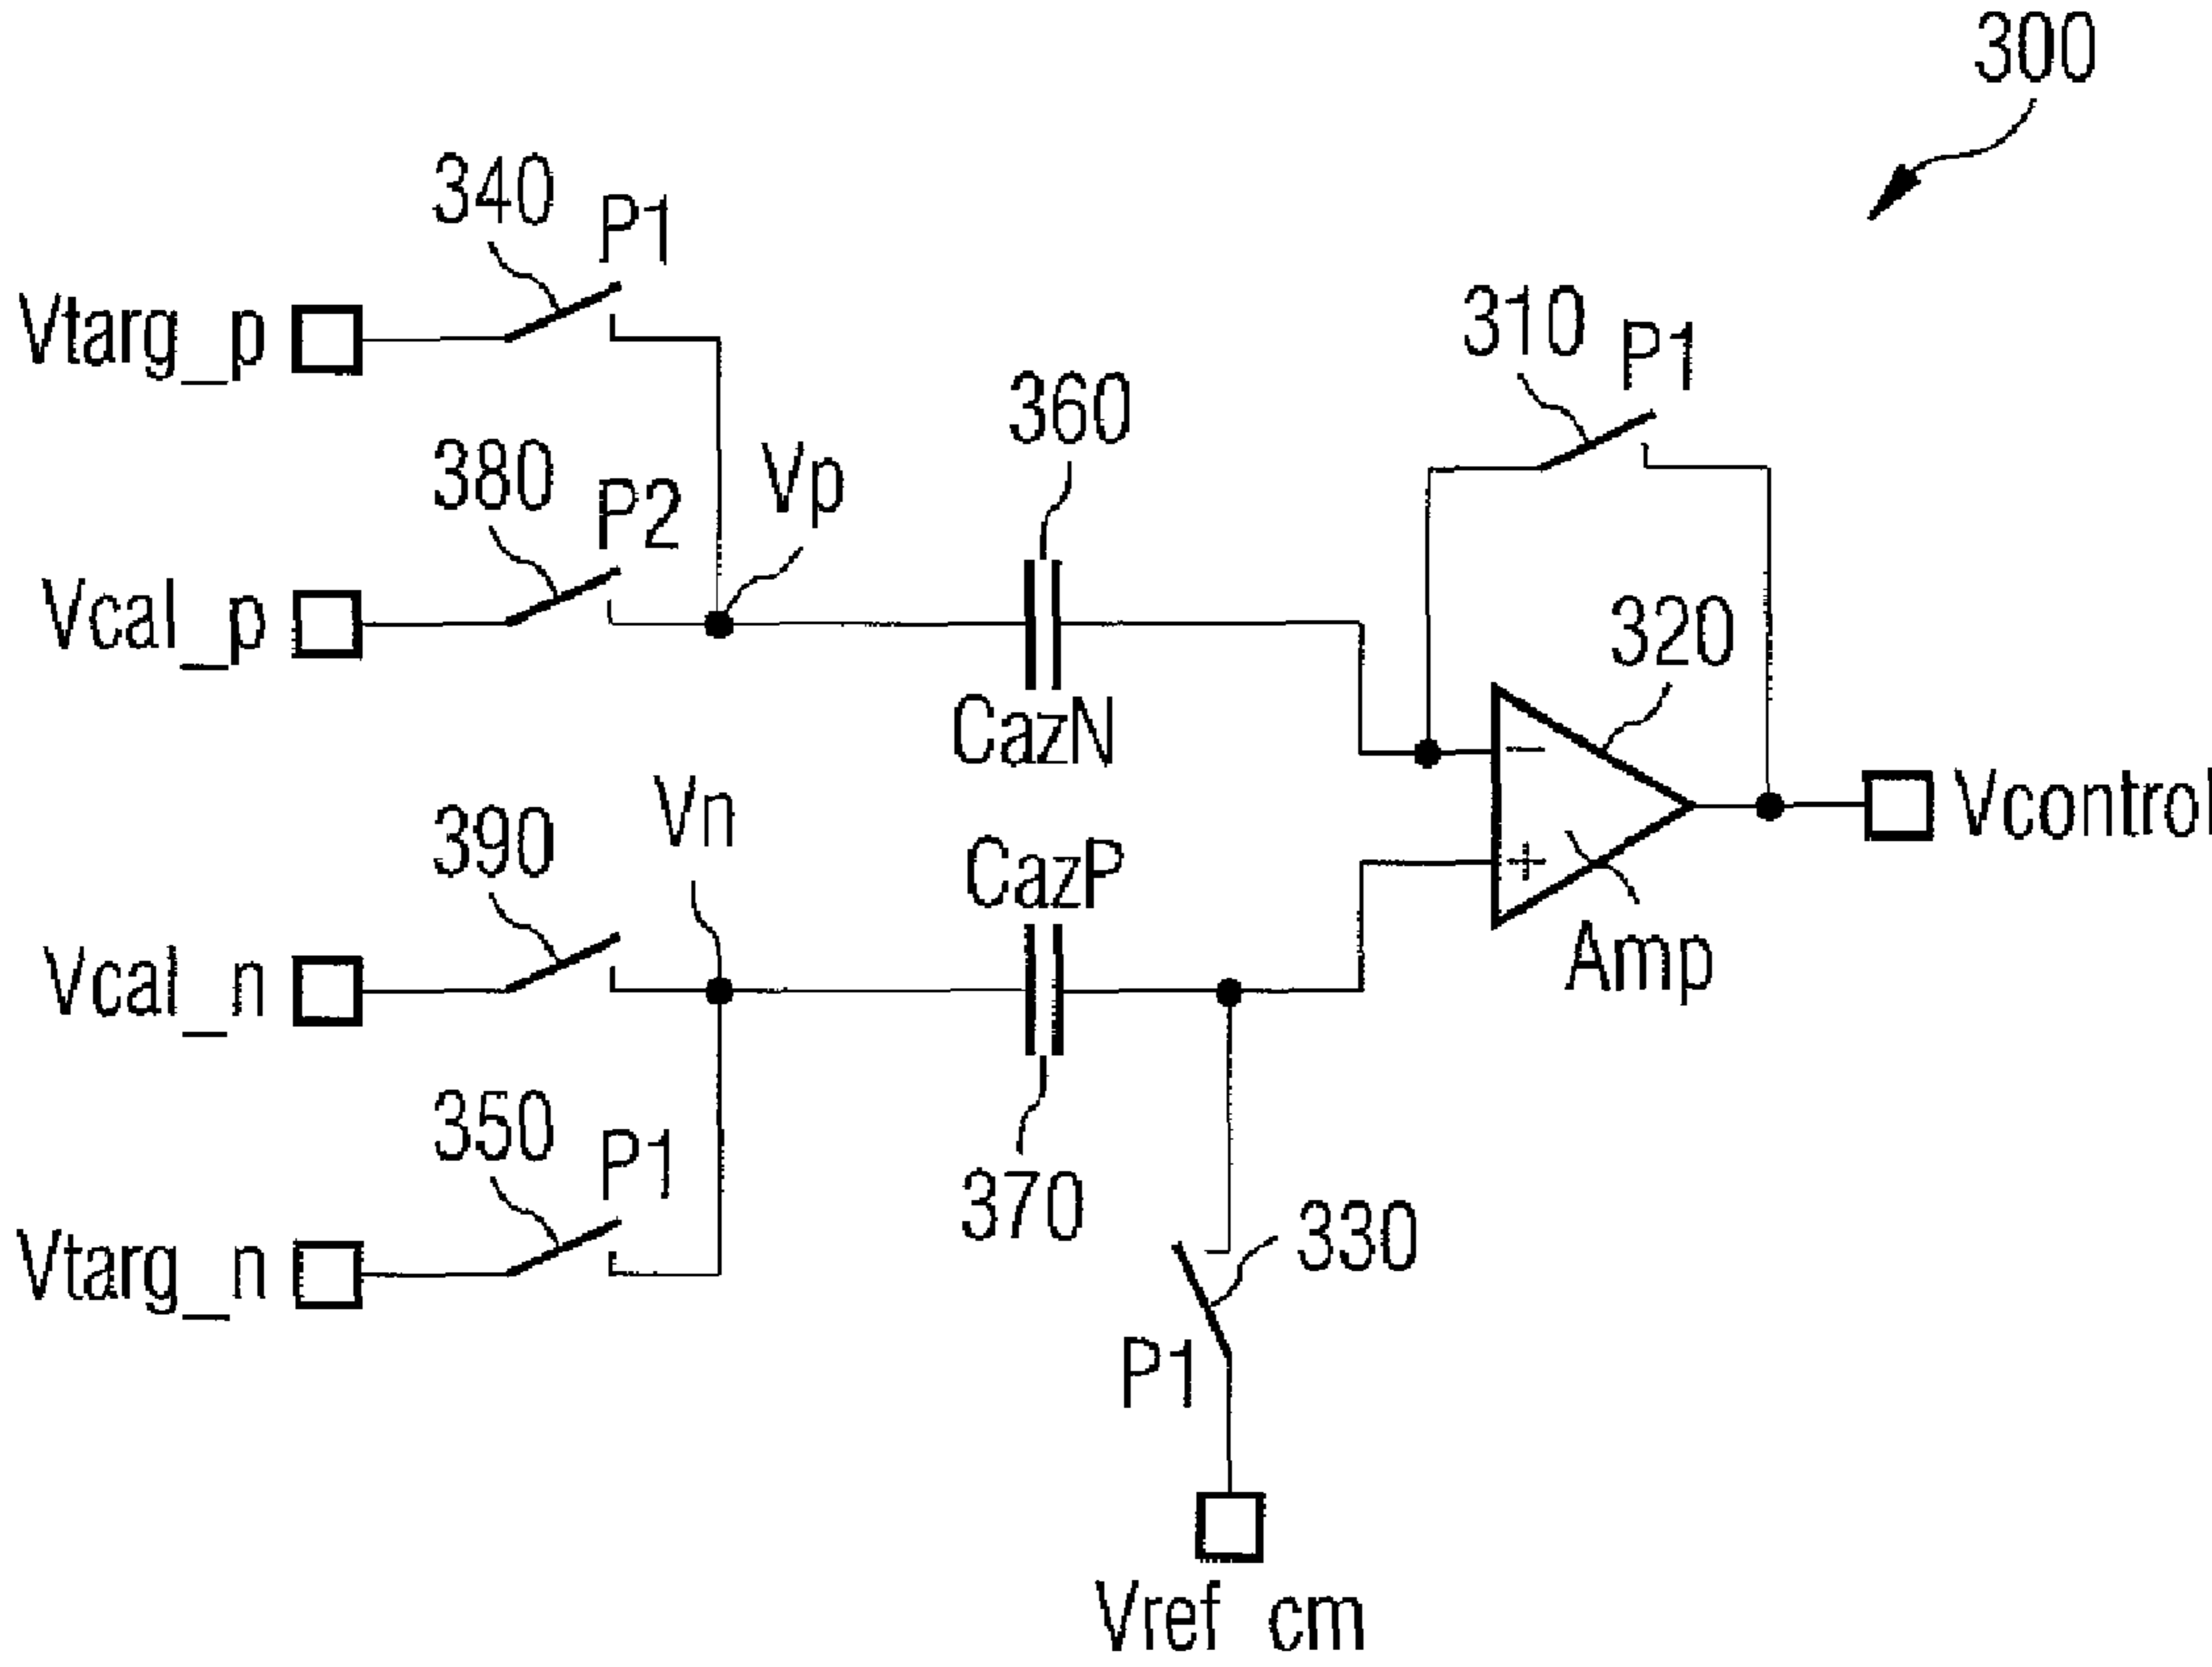 300
340
P1
Vtarg_p
310
P1
360
380
P2
Vp
Vcal_p
320
CazN
-
Vn
390
CazP
Vcontrol
+
Vcal_n
Amp
350
P1
370
Vtarg_n
330
P1
Vref cm